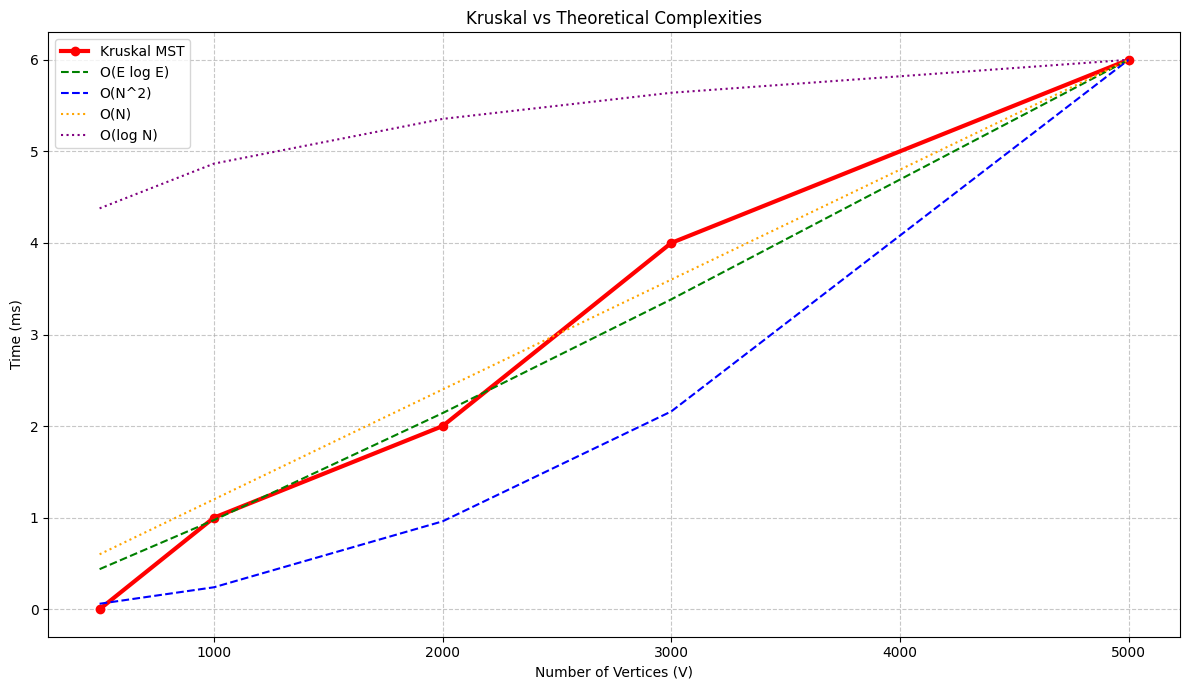 Kruskal vs Theoretical Complexities
Kruskal MST
O(E log E)
O(N^2)
O(N)
O(log N)
6
5
4
3
2
1
0
Time (ms)
1000 2000 3000 4000 5000
Number of Vertices (V)